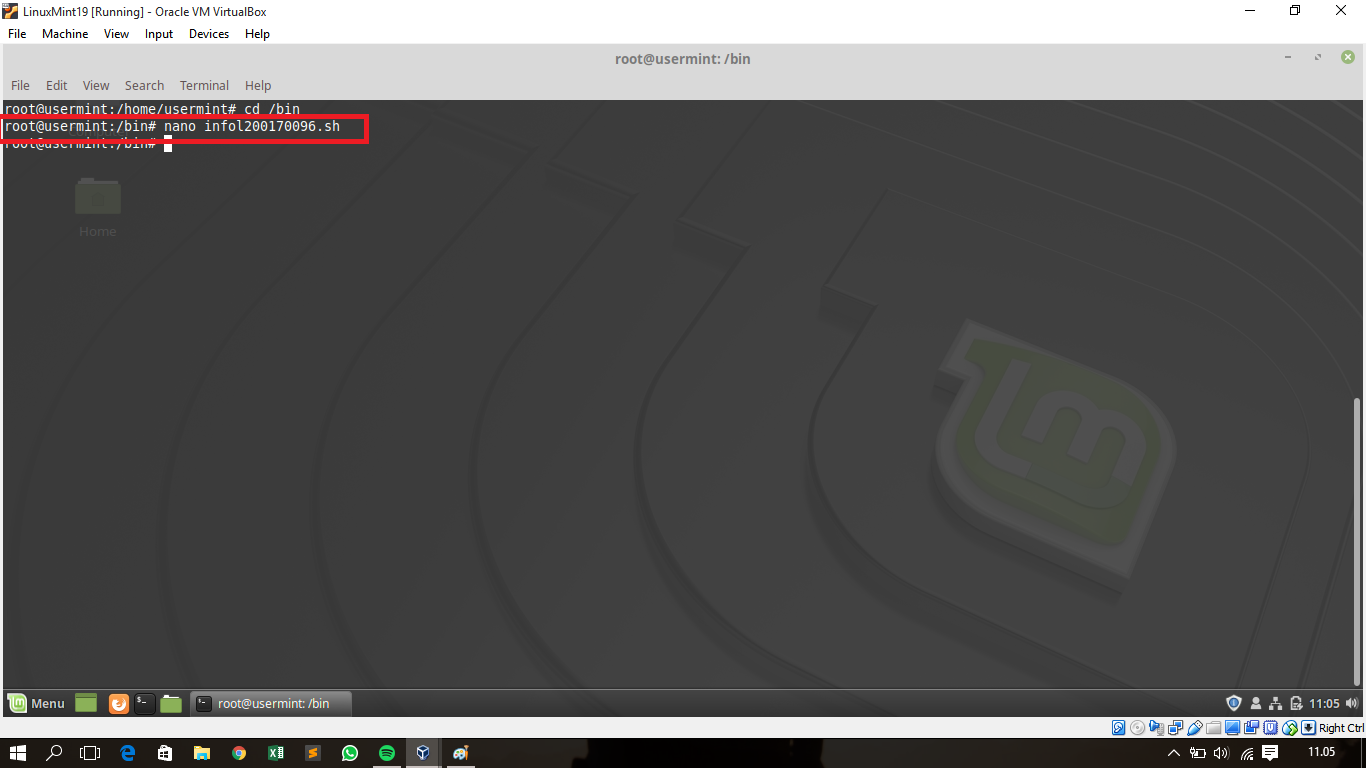 LinuxMint19 [Running] - Oracle VM VirtualBox
File Machine View Input Devices Help
root@usermint: /bin
File Edit View Search Terminal Help
root@usermint:/home/usermint# cd /bin
root@usermint:/bin# nano infol200170096.sh
root@usermint:/bin#
Home
Menu root@usermint: /bin 11:05
Right Ctrl
11.05